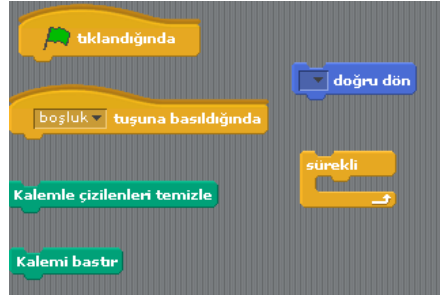 tıklandığında
doğru dön
boşluk tuşuna basıldığında
sürekli
Kalemle çizilenleri temizle
Kalemi bastır